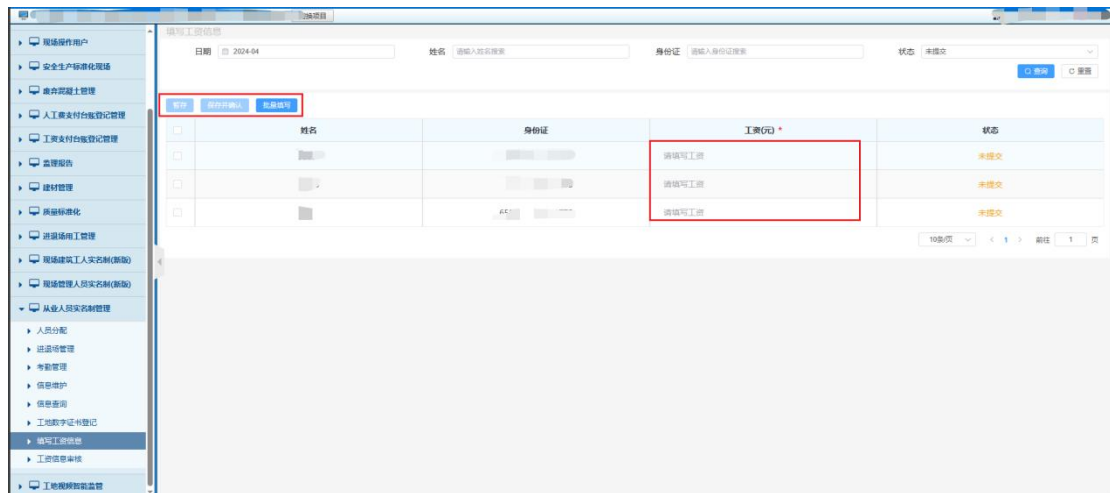 切换项目
现场操作用户
安全生产标准化现场
废弃混凝土管理
人工费支付台账登记管理
工资支付台账登记管理
监理报告
建材管理
质量标准化
进退场用工管理
现场建筑工人实名制(新版)
现场管理人员实名制(新版)
从业人员实名制管理
人员分配
进退场管理
考勤管理
信息维护
信息查询
工地数字证书登记
填写工资信息
工资信息审核
工地视频智能监管
填写工资信息
日期 2024-04 姓名 请输入姓名搜索 身份证 请输入身份证搜索 状态 未提交
查询 重置
暂存 保存并确认 批量填写
姓名 身份证 工资(元) * 状态
请填写工资 未提交
请填写工资 未提交
请填写工资 未提交
10条/页 < 1 > 前往 1 页